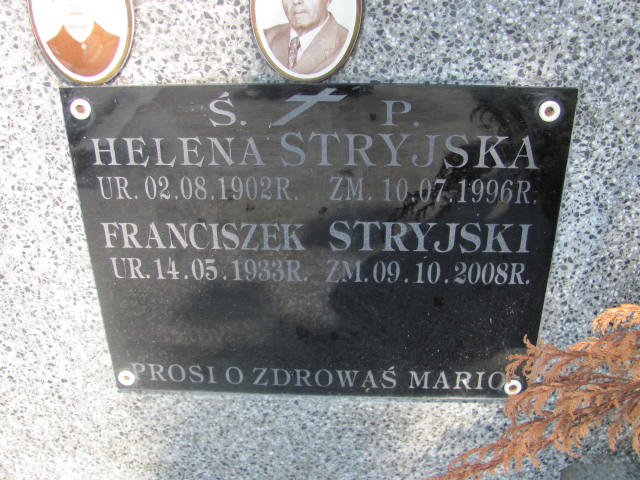 Ś. P.
HELENA STRYJSKA
UR. 02.08.1902R. ZM. 10.07.1996R.
FRANCISZEK STRYJSKI
UR. 14.05.1933R. ZM. 09.10.2008R.
PROSI O ZDROWAŚ MARIO